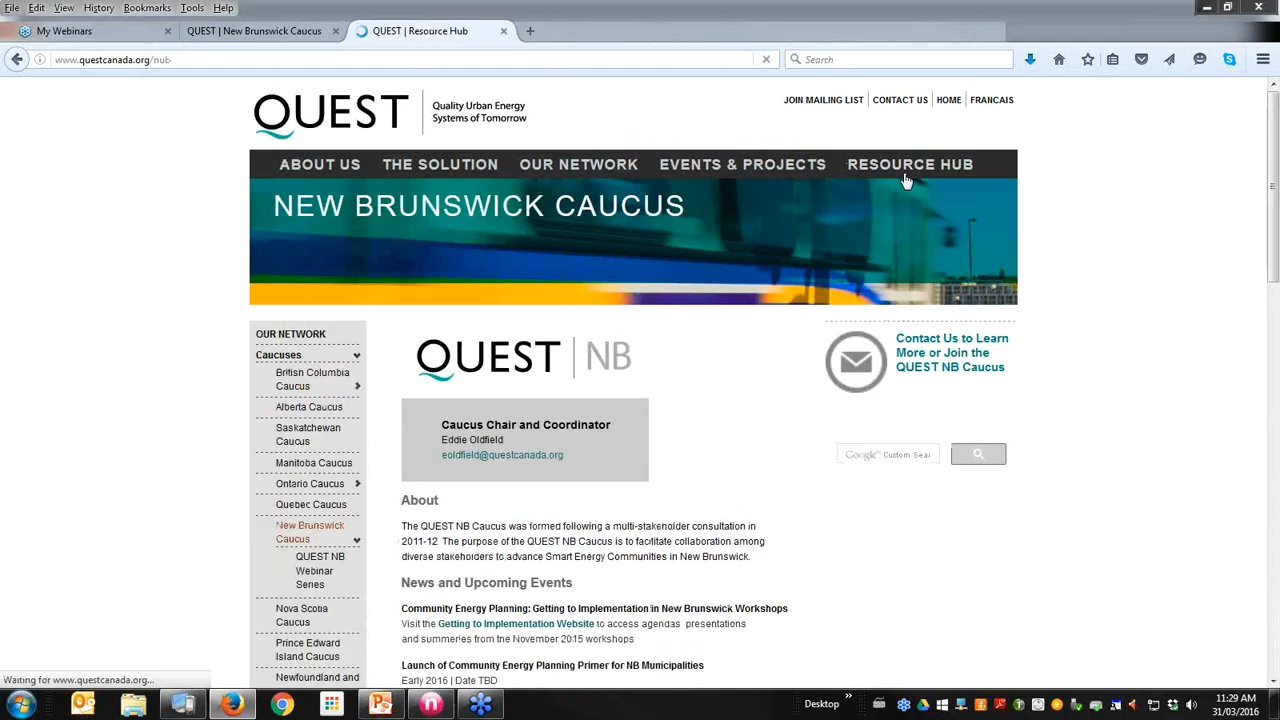 File Edit View History Bookmarks Tools Help
My Webinars
QUEST | New Brunswick Caucus
QUEST | Resource Hub
www.questcanada.org/hub
Search
QUEST
Quality Urban Energy
Systems of Tomorrow
JOIN MAILING LIST CONTACT US HOME FRANCAIS
ABOUT US THE SOLUTION OUR NETWORK EVENTS & PROJECTS RESOURCE HUB
NEW BRUNSWICK CAUCUS
OUR NETWORK
Caucuses
British Columbia
Caucus
Alberta Caucus
Saskatchewan
Caucus
Manitoba Caucus
Ontario Caucus
Quebec Caucus
New Brunswick
Caucus
QUEST NB
Webinar
Series
Nova Scotia
Caucus
Prince Edward
Island Caucus
Newfoundland and
QUEST | NB
Caucus Chair and Coordinator
Eddie Oldfield
eoldfield@questcanada.org
About
The QUEST NB Caucus was formed following a multi-stakeholder consultation in
2011-12. The purpose of the QUEST NB Caucus is to facilitate collaboration among
diverse stakeholders to advance Smart Energy Communities in New Brunswick.
News and Upcoming Events
Community Energy Planning: Getting to Implementation in New Brunswick Workshops
Visit the Getting to Implementation Website to access agendas presentations
and summeries from the November 2015 workshops
Launch of Community Energy Planning Primer for NB Municipalities
Early 2016 | Date TBD
Contact Us to Learn
More or Join the
QUEST NB Caucus
Google Custom Sear
Waiting for www.questcanada.org...
Desktop
11:29 AM
31/03/2016